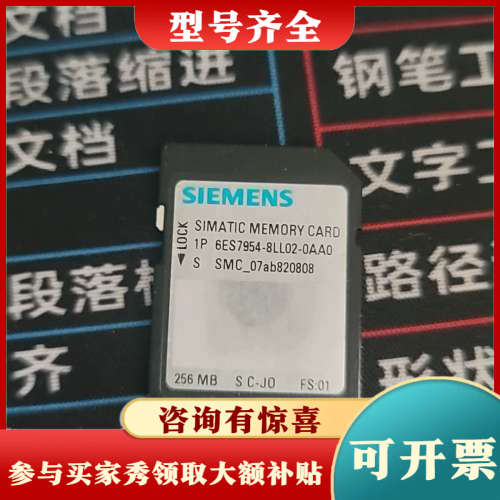 型号齐全
文档
段落缩进
钢笔工
文档
文字工
SIEMENS
LOCK
SIMATIC MEMORY CARD
1P 6ES7954-8LL02-0AA0
S SMC_07ab820808
段落
路径
齐
形状
256 MB S C-JO FS:01
咨询有惊喜
参与买家秀领取大额补贴
可开票